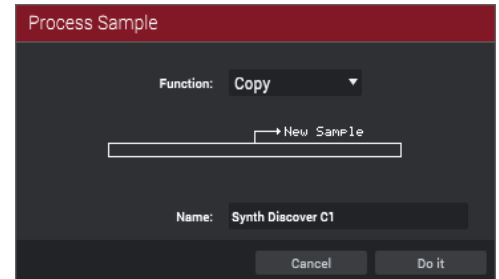 Process Sample
Function: Copy
New Sample
Name: Synth Discover C1
Cancel Do it